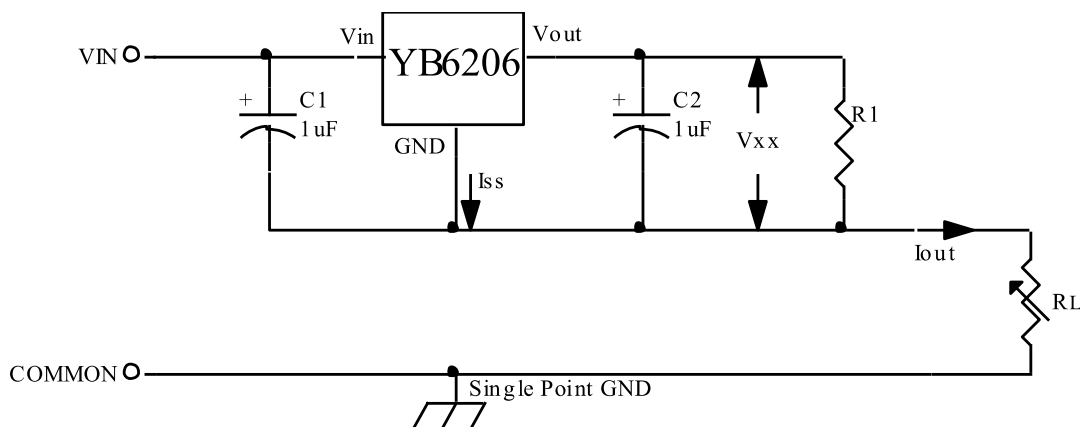 VIN
Vin
YB6206
Vout
+
C1
1uF
GND
Iss
+
C2
1uF
Vxx
R1
Iout
RL
COMMON
Single Point GND